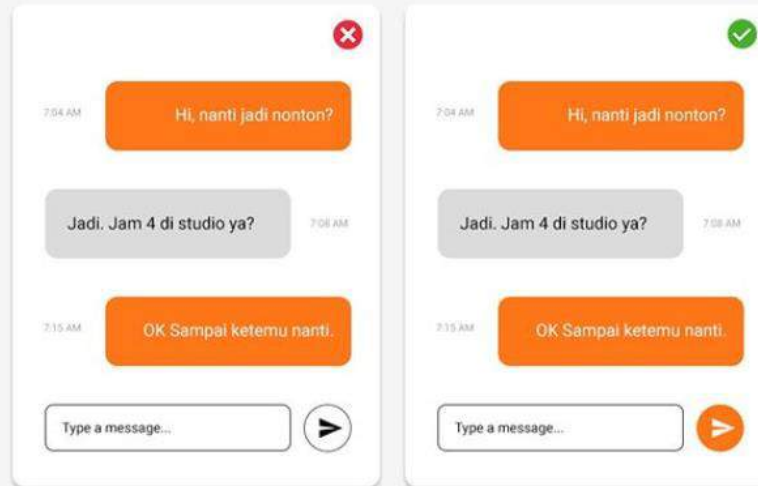 7:04 AM
Hi, nanti jadi nonton?
Jadi. Jam 4 di studio ya?
7:08 AM
7:15 AM
OK Sampai ketemu nanti.
Type a message...
7:04 AM
Hi, nanti jadi nonton?
Jadi. Jam 4 di studio ya?
7:08 AM
7:15 AM
OK Sampai ketemu nanti.
Type a message...